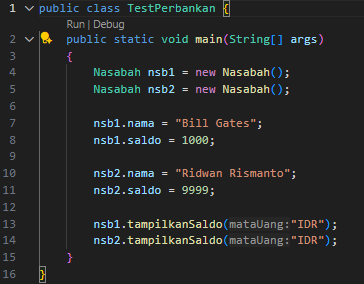 1 public class TestPerbankan {
Run | Debug
2 public static void main(String[] args)
3 {
4 Nasabah nsb1 = new Nasabah();
5 Nasabah nsb2 = new Nasabah();
6
7 nsb1.nama = "Bill Gates";
8 nsb1.saldo = 1000;
9
10 nsb2.nama = "Ridwan Rismanto";
11 nsb2.saldo = 9999;
12
13 nsb1.tampilkanSaldo(mataUang:"IDR");
14 nsb2.tampilkanSaldo(mataUang:"IDR");
15 }
16 }